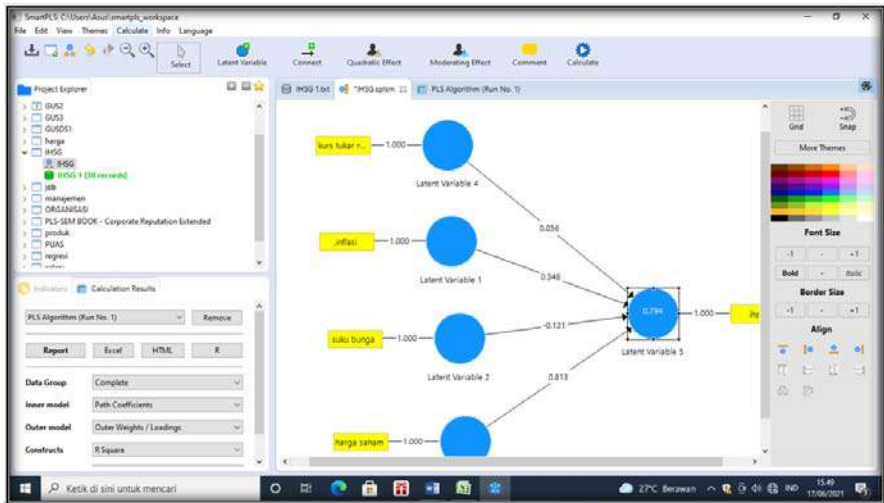 SmartPLS: C:\Users\Asus\smartpls_workspace
File Edit View Themes Calculate Info Language
Select
Latent Variable
Connect
Quadratic Effect
Moderating Effect
Comment
Calculate
Project Explorer
GUS2
GUS3
GUSDS1
harga
IHSG
IHSG
IHSG 1 (30 records)
job
manajemen
ORGANISASI
PLS-SEM BOOK - Corporate Reputation Extended
produk
PUAS
regresi
Indicators
Calculation Results
PLS Algorithm (Run No. 1)
Remove
Report
Excel
HTML
R
Data Group
Complete
Inner model
Path Coefficients
Outer model
Outer Weights / Loadings
Constructs
R Square
IHSG 1.txt
*IHSG.splsm
PLS Algorithm (Run No. 1)
kurs tukar r...
1.000
Latent Variable 4
0.056
inflasi
1.000
Latent Variable 1
0.348
suku bunga
1.000
Latent Variable 2
-0.121
0.794
1.000
Latent Variable 5
0.813
harga saham
1.000
Grid
Snap
More Themes
Font Size
-1
-
+1
Bold
-
Italic
Border Size
-1
-
+1
Align
Ketik di sini untuk mencari
27°C Berawan
IND
15.49
17/06/2021